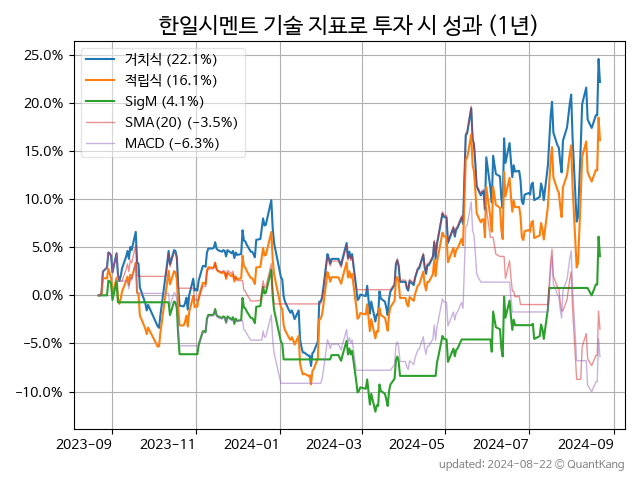 한일시멘트 기술 지표로 투자 시 성과 (1년)
거치식 (22.1%)
적립식 (16.1%)
SigM (4.1%)
SMA(20) (−3.5%)
MACD (−6.3%)
25.0%
20.0%
15.0%
10.0%
5.0%
0.0%
−5.0%
−10.0%
2023-09 2023-11 2024-01 2024-03 2024-05 2024-07 2024-09
updated: 2024-08-22 ⓒ QuantKang